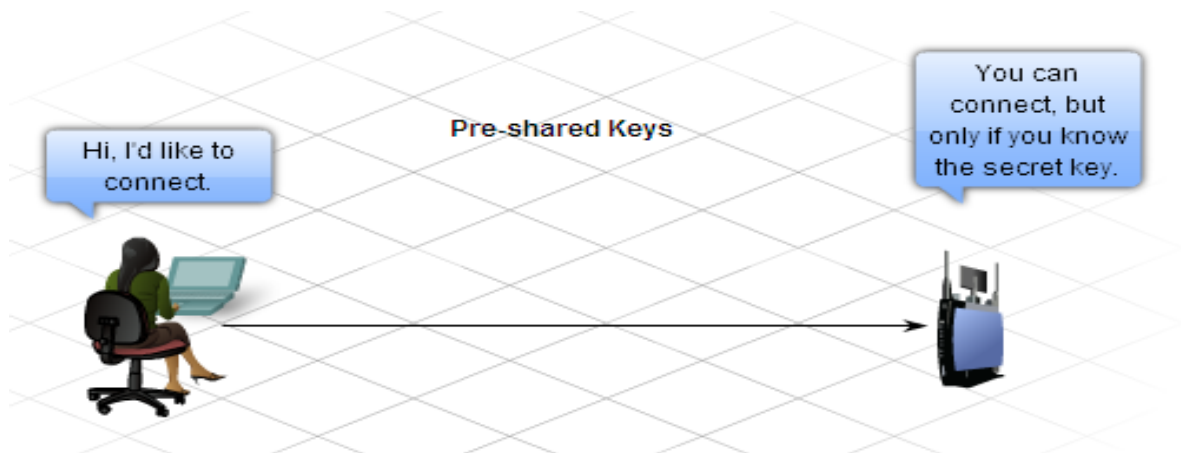 Pre-shared Keys
Hi, I'd like to
connect.
You can
connect, but
only if you know
the secret key.